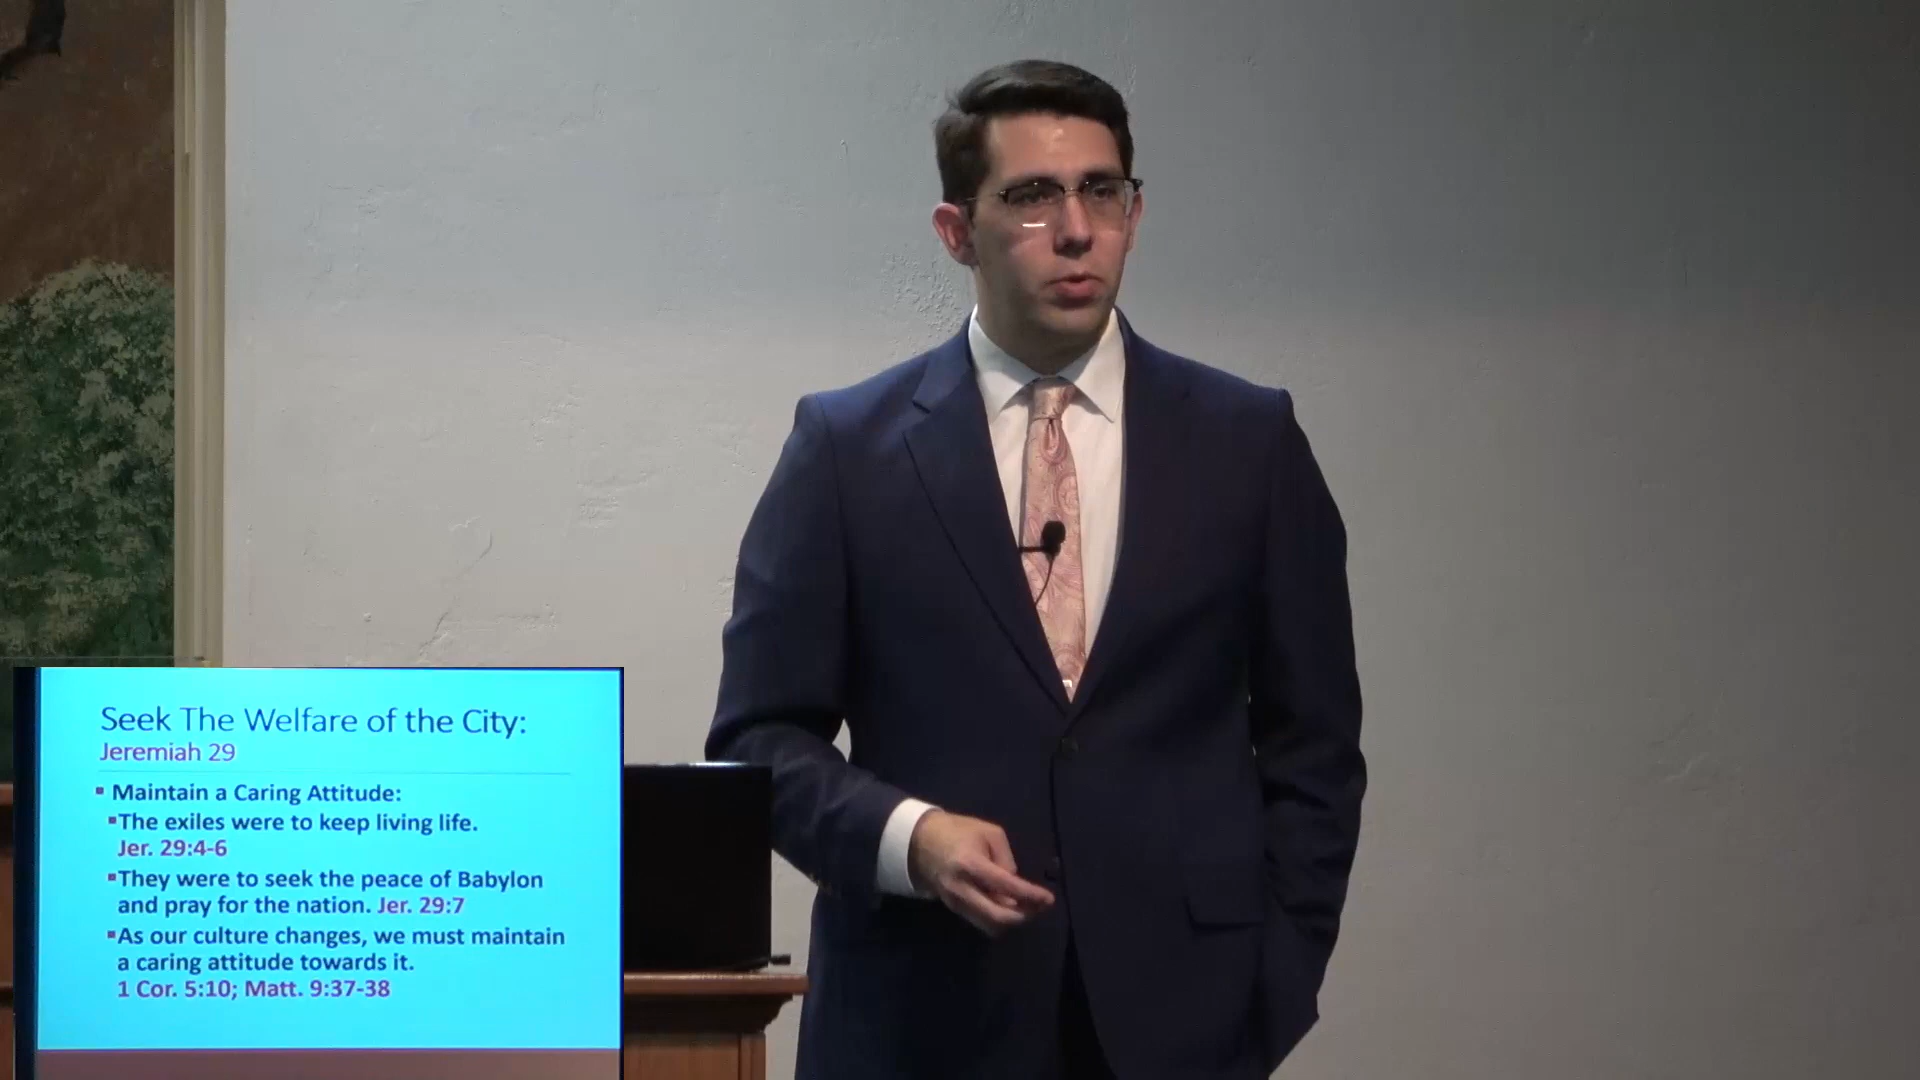 Seek The Welfare of the City:
Jeremiah 29
▪ Maintain a Caring Attitude:
▪The exiles were to keep living life.
Jer. 29:4-6
▪They were to seek the peace of Babylon
and pray for the nation. Jer. 29:7
▪As our culture changes, we must maintain
a caring attitude towards it.
1 Cor. 5:10; Matt. 9:37-38